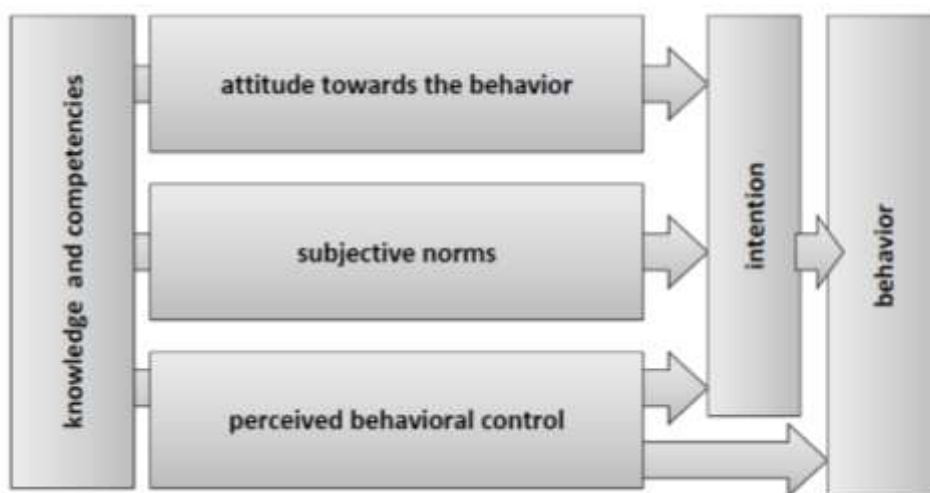 knowledge and competencies
attitude towards the behavior
subjective norms
perceived behavioral control
intention
behavior